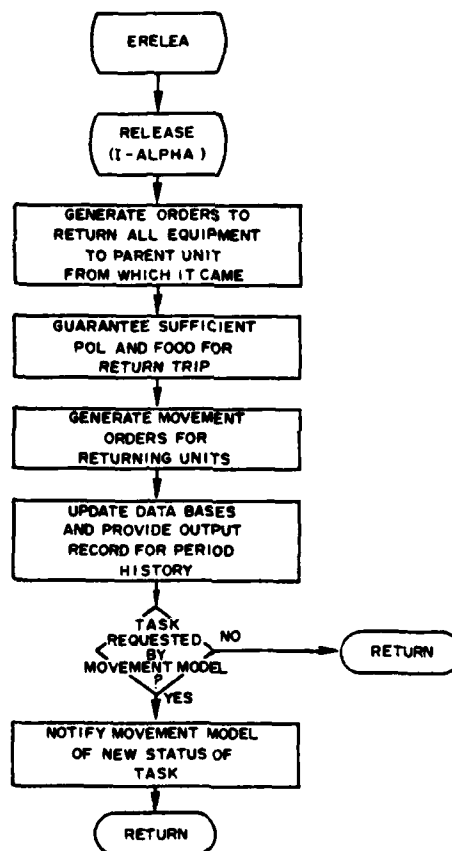 ERELEA
RELEASE
(I-ALPHA)
GENERATE ORDERS TO
RETURN ALL EQUIPMENT
TO PARENT UNIT
FROM WHICH IT CAME
GUARANTEE SUFFICIENT
POL AND FOOD FOR
RETURN TRIP
GENERATE MOVEMENT
ORDERS FOR
RETURNING UNITS
UPDATE DATA BASES
AND PROVIDE OUTPUT
RECORD FOR PERIOD
HISTORY
TASK
REQUESTED
BY
MOVEMENT MODEL
?
NO
RETURN
YES
NOTIFY MOVEMENT MODEL
OF NEW STATUS OF
TASK
RETURN